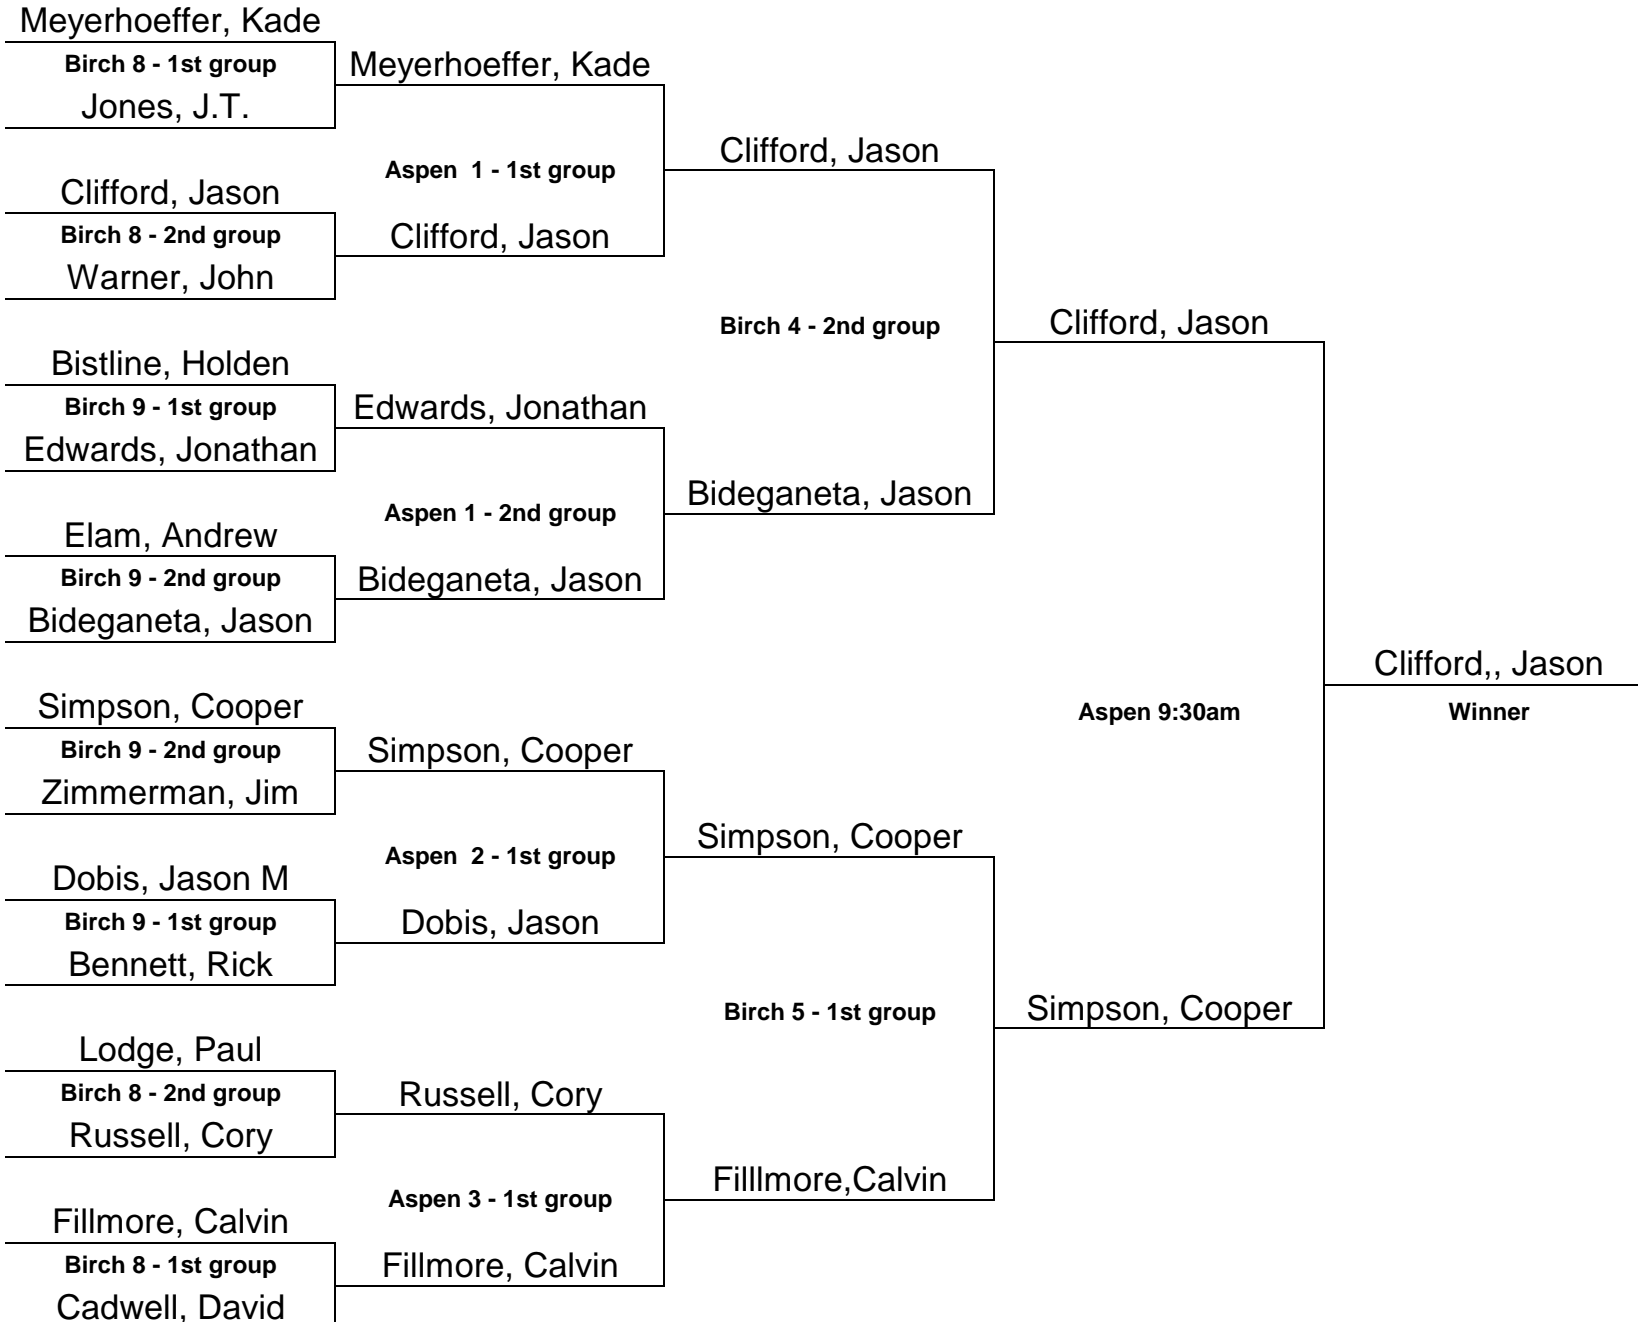 Meyerhoeffer, Kade
Birch 8 - 1st group
Jones, J.T.
Clifford, Jason
Birch 8 - 2nd group
Warner, John
Bistline, Holden
Birch 9 - 1st group
Edwards, Jonathan
Elam, Andrew
Birch 9 - 2nd group
Bideganeta, Jason
Simpson, Cooper
Birch 9 - 2nd group
Zimmerman, Jim
Dobis, Jason M
Birch 9 - 1st group
Bennett, Rick
Lodge, Paul
Birch 8 - 2nd group
Russell, Cory
Fillmore, Calvin
Birch 8 - 1st group
Cadwell, David
Meyerhoeffer, Kade
Aspen  1 - 1st group
Clifford, Jason
Edwards, Jonathan
Aspen 1 - 2nd group
Bideganeta, Jason
Simpson, Cooper
Aspen  2 - 1st group
Dobis, Jason
Russell, Cory
Aspen 3 - 1st group
Fillmore, Calvin
Clifford, Jason
Birch 4 - 2nd group
Bideganeta, Jason
Simpson, Cooper
Birch 5 - 1st group
Filllmore,Calvin
Clifford, Jason
Aspen 9:30am
Simpson, Cooper
Clifford,, Jason
Winner